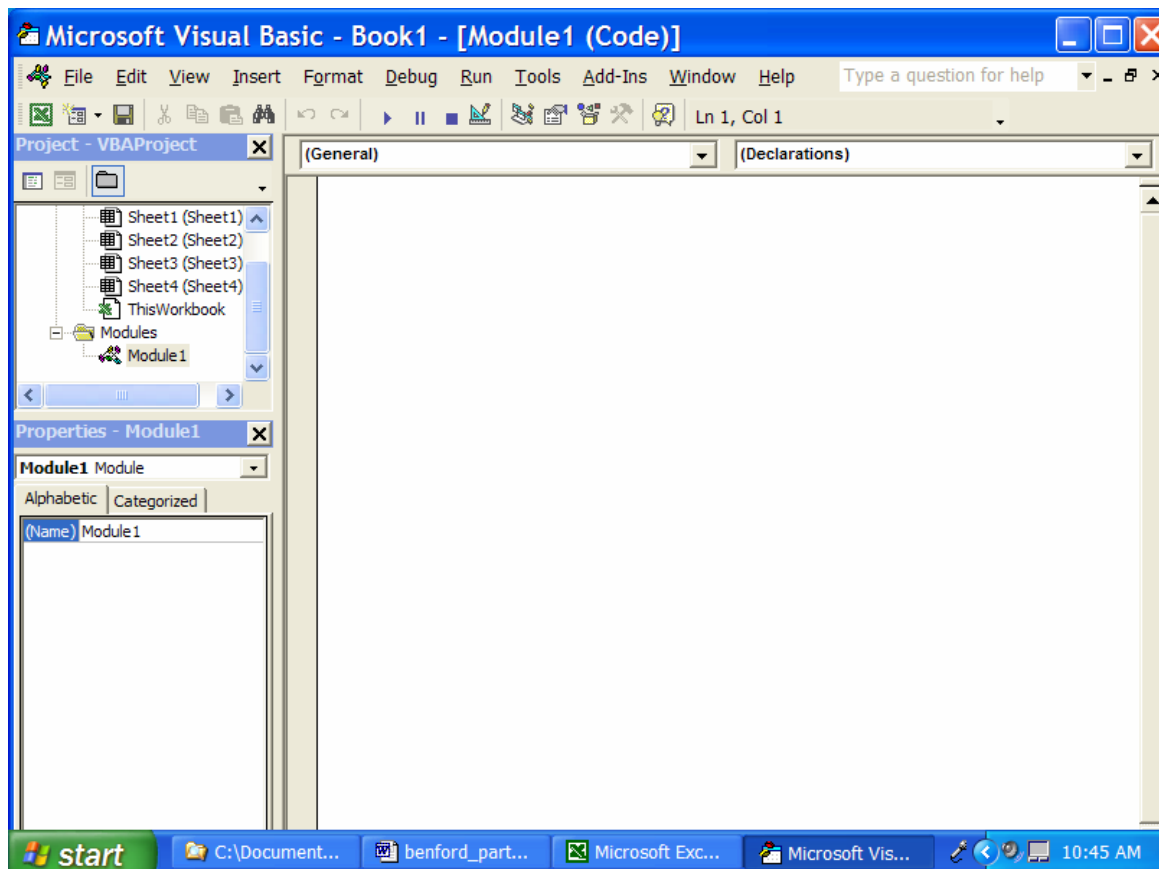 Microsoft Visual Basic - Book1 - [Module1 (Code)]
File Edit View Insert Format Debug Run Tools Add-Ins Window Help Type a question for help
Ln 1, Col 1
Project - VBAProject
(General) (Declarations)
Sheet1 (Sheet1)
Sheet2 (Sheet2)
Sheet3 (Sheet3)
Sheet4 (Sheet4)
ThisWorkbook
Modules
Module1
Properties - Module1
Module1 Module
Alphabetic Categorized
(Name) Module1
start C:\Document... benford_part... Microsoft Exc... Microsoft Vis... 10:45 AM